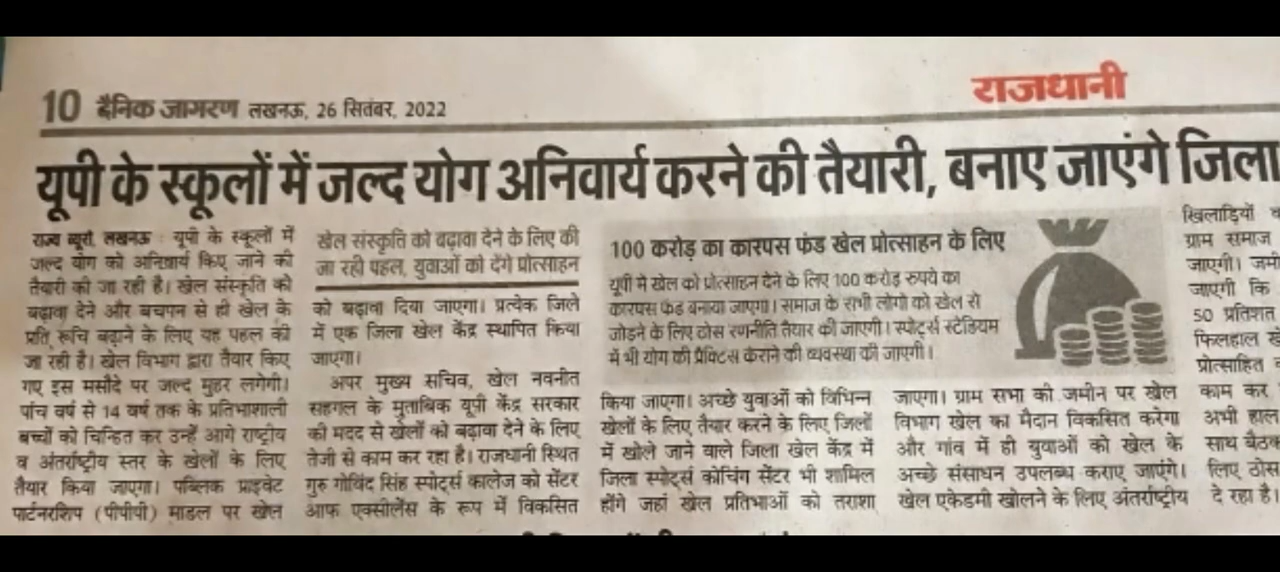 10 दैनिक जागरण लखनऊ, 26 सितंबर, 2022
राजधानी
यूपी के स्कूलों में जल्द योग अनिवार्य करने की तैयारी, बनाए जाएंगे जिला
राज्य ब्यूरो, लखनऊ : यूपी के स्कूलों में
जल्द योग को अनिवार्य किए जाने की
तैयारी की जा रही है। खेल संस्कृति को
बढ़ावा देने और बचपन से ही खेल के
प्रति रूचि बढ़ाने के लिए यह पहल की
जा रही है। खेल विभाग द्वारा तैयार किए
गए इस मसौदे पर जल्द मुहर लगेगी।
पांच वर्ष से 14 वर्ष तक के प्रतिभाशाली
बच्चों को चिन्हित कर उन्हें आगे राष्ट्रीय
व अंतर्राष्ट्रीय स्तर के खेलों के लिए
तैयार किया जाएगा। पब्लिक प्राइवेट
पार्टनरशिप (पीपीपी) माडल पर खेल
खेल संस्कृति को बढ़ावा देने के लिए की
जा रही पहल, युवाओं को देंगे प्रोत्साहन
को बढ़ावा दिया जाएगा। प्रत्येक जिले
में एक जिला खेल केंद्र स्थापित किया
जाएगा।
अपर मुख्य सचिव, खेल नवनीत
सहगल के मुताबिक यूपी केंद्र सरकार
की मदद से खेलों को बढ़ावा देने के लिए
तेजी से काम कर रहा है। राजधानी स्थित
गुरु गोविंद सिंह स्पोर्ट्स कालेज को सेंटर
आफ एक्सीलेंस के रूप में विकसित
100 करोड़ का कारपस फंड खेल प्रोत्साहन के लिए
यूपी में खेल को प्रोत्साहन देने के लिए 100 करोड़ रुपये का
कारपस फंड बनाया जाएगा। समाज के सभी लोगों को खेल से
जोड़ने के लिए ठोस रणनीति तैयार की जाएगी। स्पोर्ट्स स्टेडियम
में भी योग की प्रैक्टिस कराने की व्यवस्था की जाएगी।
किया जाएगा। अच्छे युवाओं को विभिन्न
खेलों के लिए तैयार करने के लिए जिलों
में खोले जाने वाले जिला खेल केंद्र में
जिला स्पोर्ट्स कोचिंग सेंटर भी शामिल
होंगे जहां खेल प्रतिभाओं को तराशा
जाएगा। ग्राम सभा की जमीन पर खेल
विभाग खेल का मैदान विकसित करेगा
और गांव में ही युवाओं को खेल के
अच्छे संसाधन उपलब्ध कराए जाएंगे।
खेल एकेडमी खोलने के लिए अंतर्राष्ट्रीय
खिलाड़ियों
ग्राम समाज
जाएगी। जमी
जाएगी कि
50 प्रतिशत
फिलहाल
प्रोत्साहित
काम कर
अभी हाल
साथ बैठक
लिए ठोस
दे रहा है।